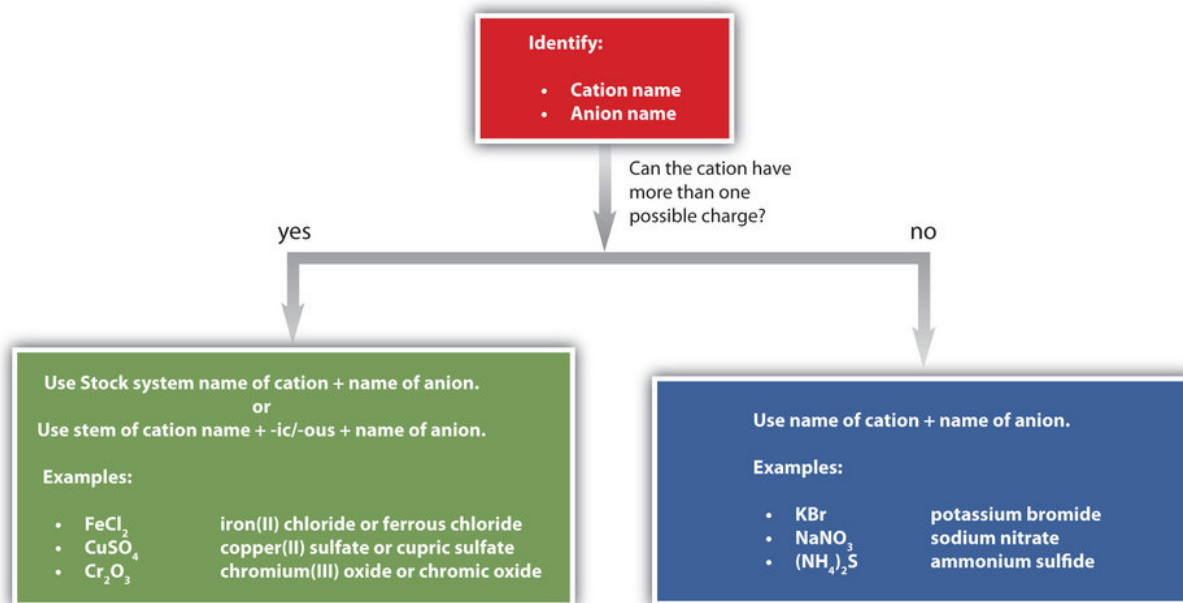 Identify:
• Cation name
• Anion name
Can the cation have
more than one
possible charge?
yes
no
Use Stock system name of cation + name of anion.
or
Use stem of cation name + -ic/-ous + name of anion.
Examples:
• FeCl₂ iron(II) chloride or ferrous chloride
• CuSO₄ copper(II) sulfate or cupric sulfate
• Cr₂O₃ chromium(III) oxide or chromic oxide
Use name of cation + name of anion.
Examples:
• KBr potassium bromide
• NaNO₃ sodium nitrate
• (NH₄)₂S ammonium sulfide